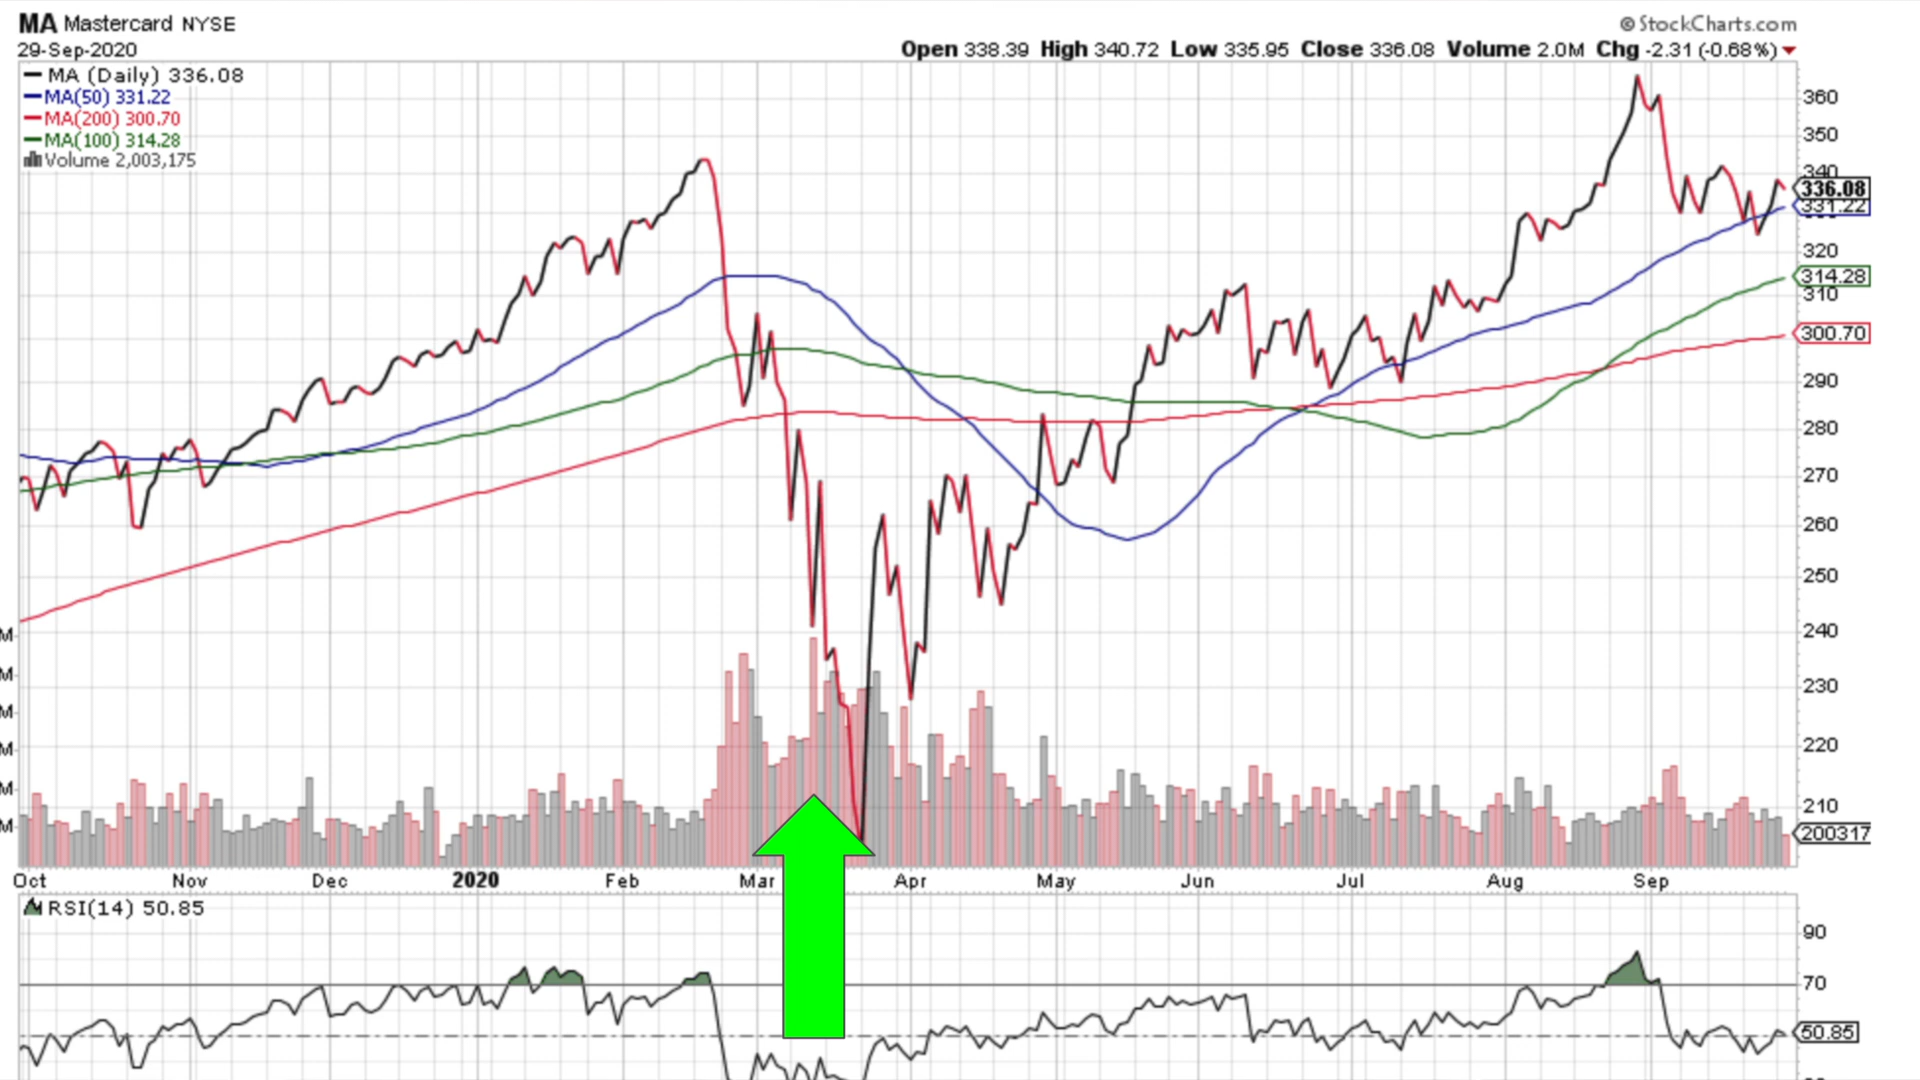 MA Mastercard NYSE
© StockCharts.com
29-Sep-2020
Open 338.39 High 340.72 Low 335.95 Close 336.08 Volume 2.0M Chg -2.31 (-0.68%)
MA (Daily) 336.08
MA(50) 331.22
MA(200) 300.70
MA(100) 314.28
Volume 2,003,175
360
350
340
336.08
331.22
320
314.28
310
300.70
290
280
270
260
250
240
230
220
210
200317
M
M
M
M
M
M
Oct Nov Dec 2020 Feb Mar Apr May Jun Jul Aug Sep
RSI(14) 50.85
90
70
50.85